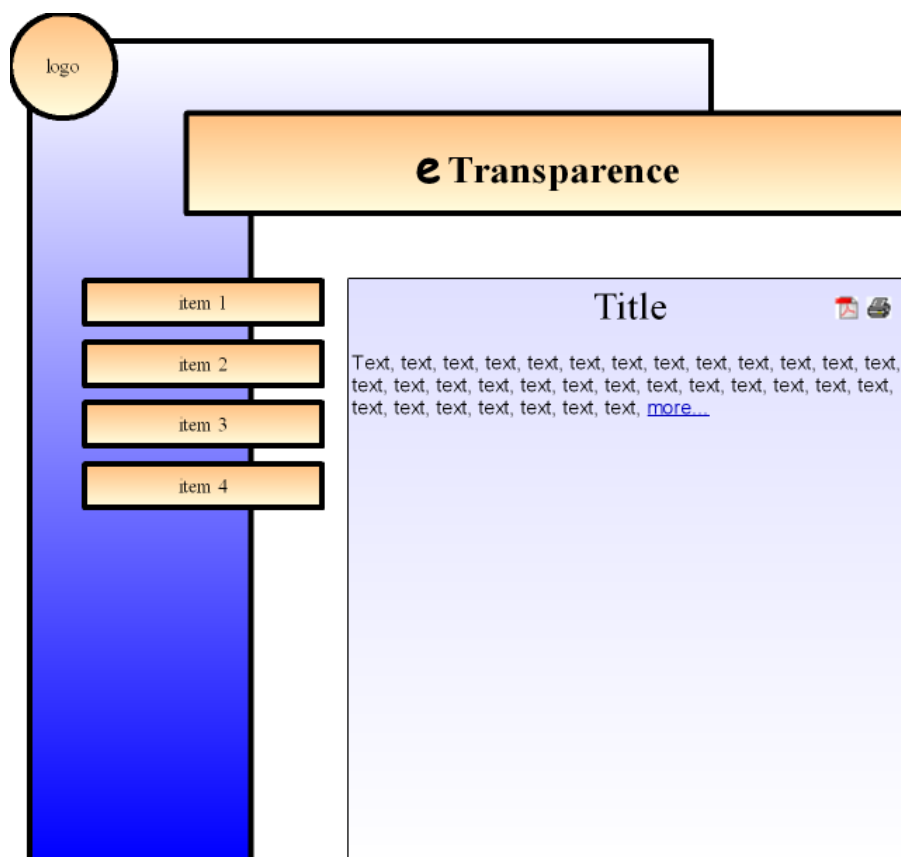 logo
e Transparence
item 1
item 2
item 3
item 4
Title
Text, text, text, text, text, text, text, text, text, text, text, text, text,
text, text, text, text, text, text, text, text, text, text, text, text, text,
text, text, text, text, text, text, text, more...